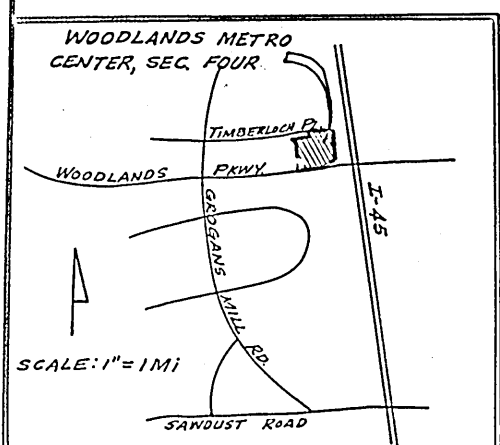 WOODLANDS METRO
CENTER, SEC. FOUR
TIMBERLOCH PL.
WOODLANDS PKWY.
I-45
GROGANS MILL RD.
SCALE: 1" = 1 Mi
SAWDUST ROAD